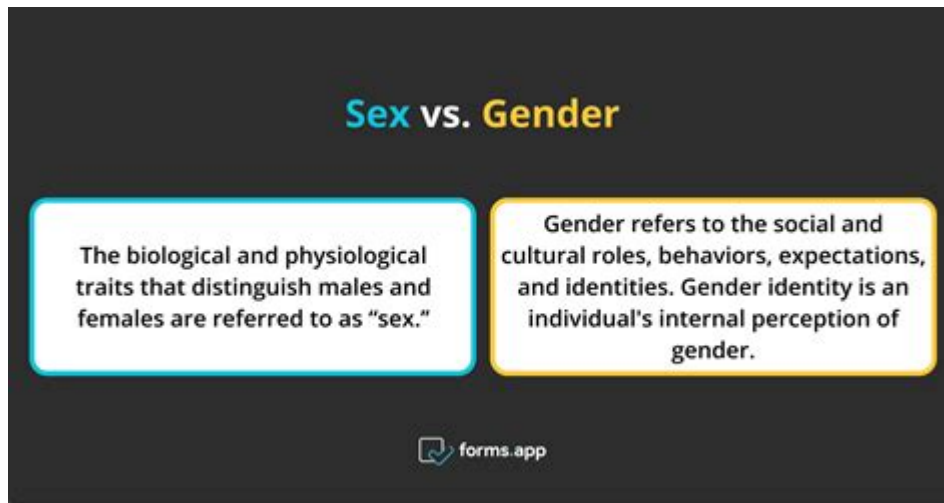 Sex vs. Gender
The biological and physiological
traits that distinguish males and
females are referred to as “sex.”
Gender refers to the social and
cultural roles, behaviors, expectations,
and identities. Gender identity is an
individual's internal perception of
gender.
forms.app